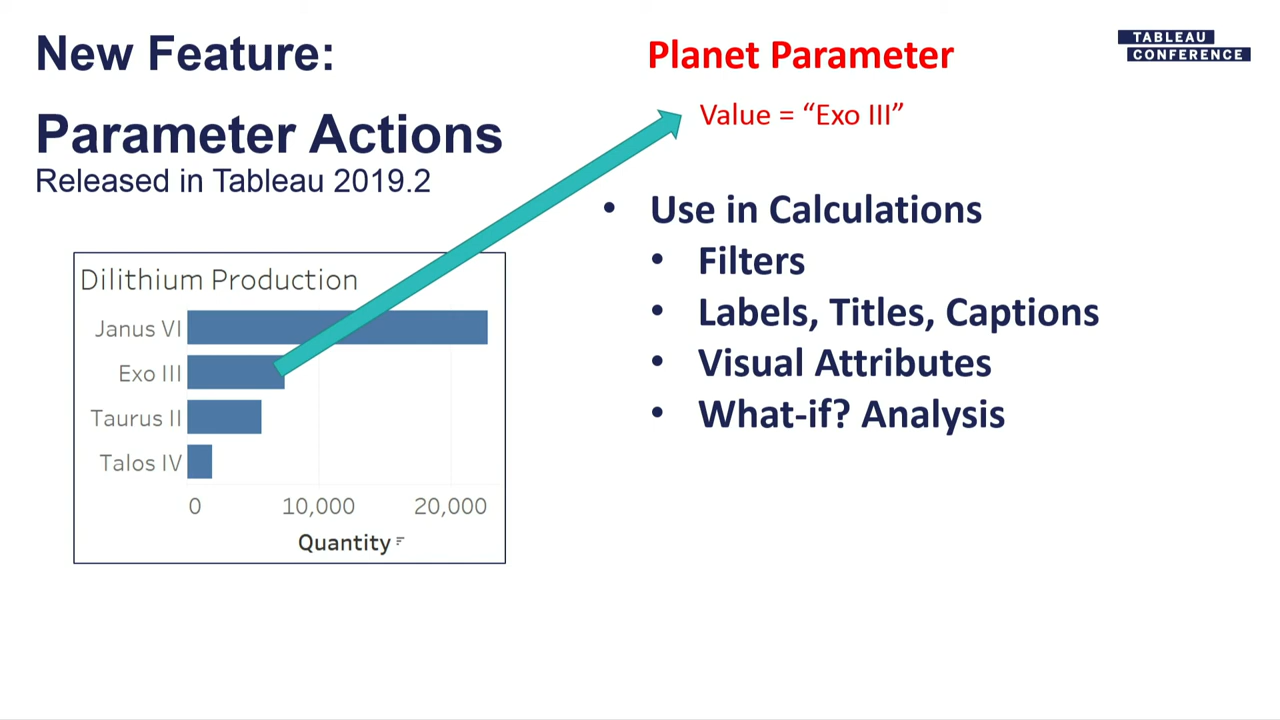 New Feature:
Parameter Actions
Released in Tableau 2019.2
Dilithium Production
Janus VI
Exo III
Taurus II
Talos IV
0 10,000 20,000
Quantity
Planet Parameter
Value = “Exo III”
• Use in Calculations
• Filters
• Labels, Titles, Captions
• Visual Attributes
• What-if? Analysis
TABLEAU
CONFERENCE